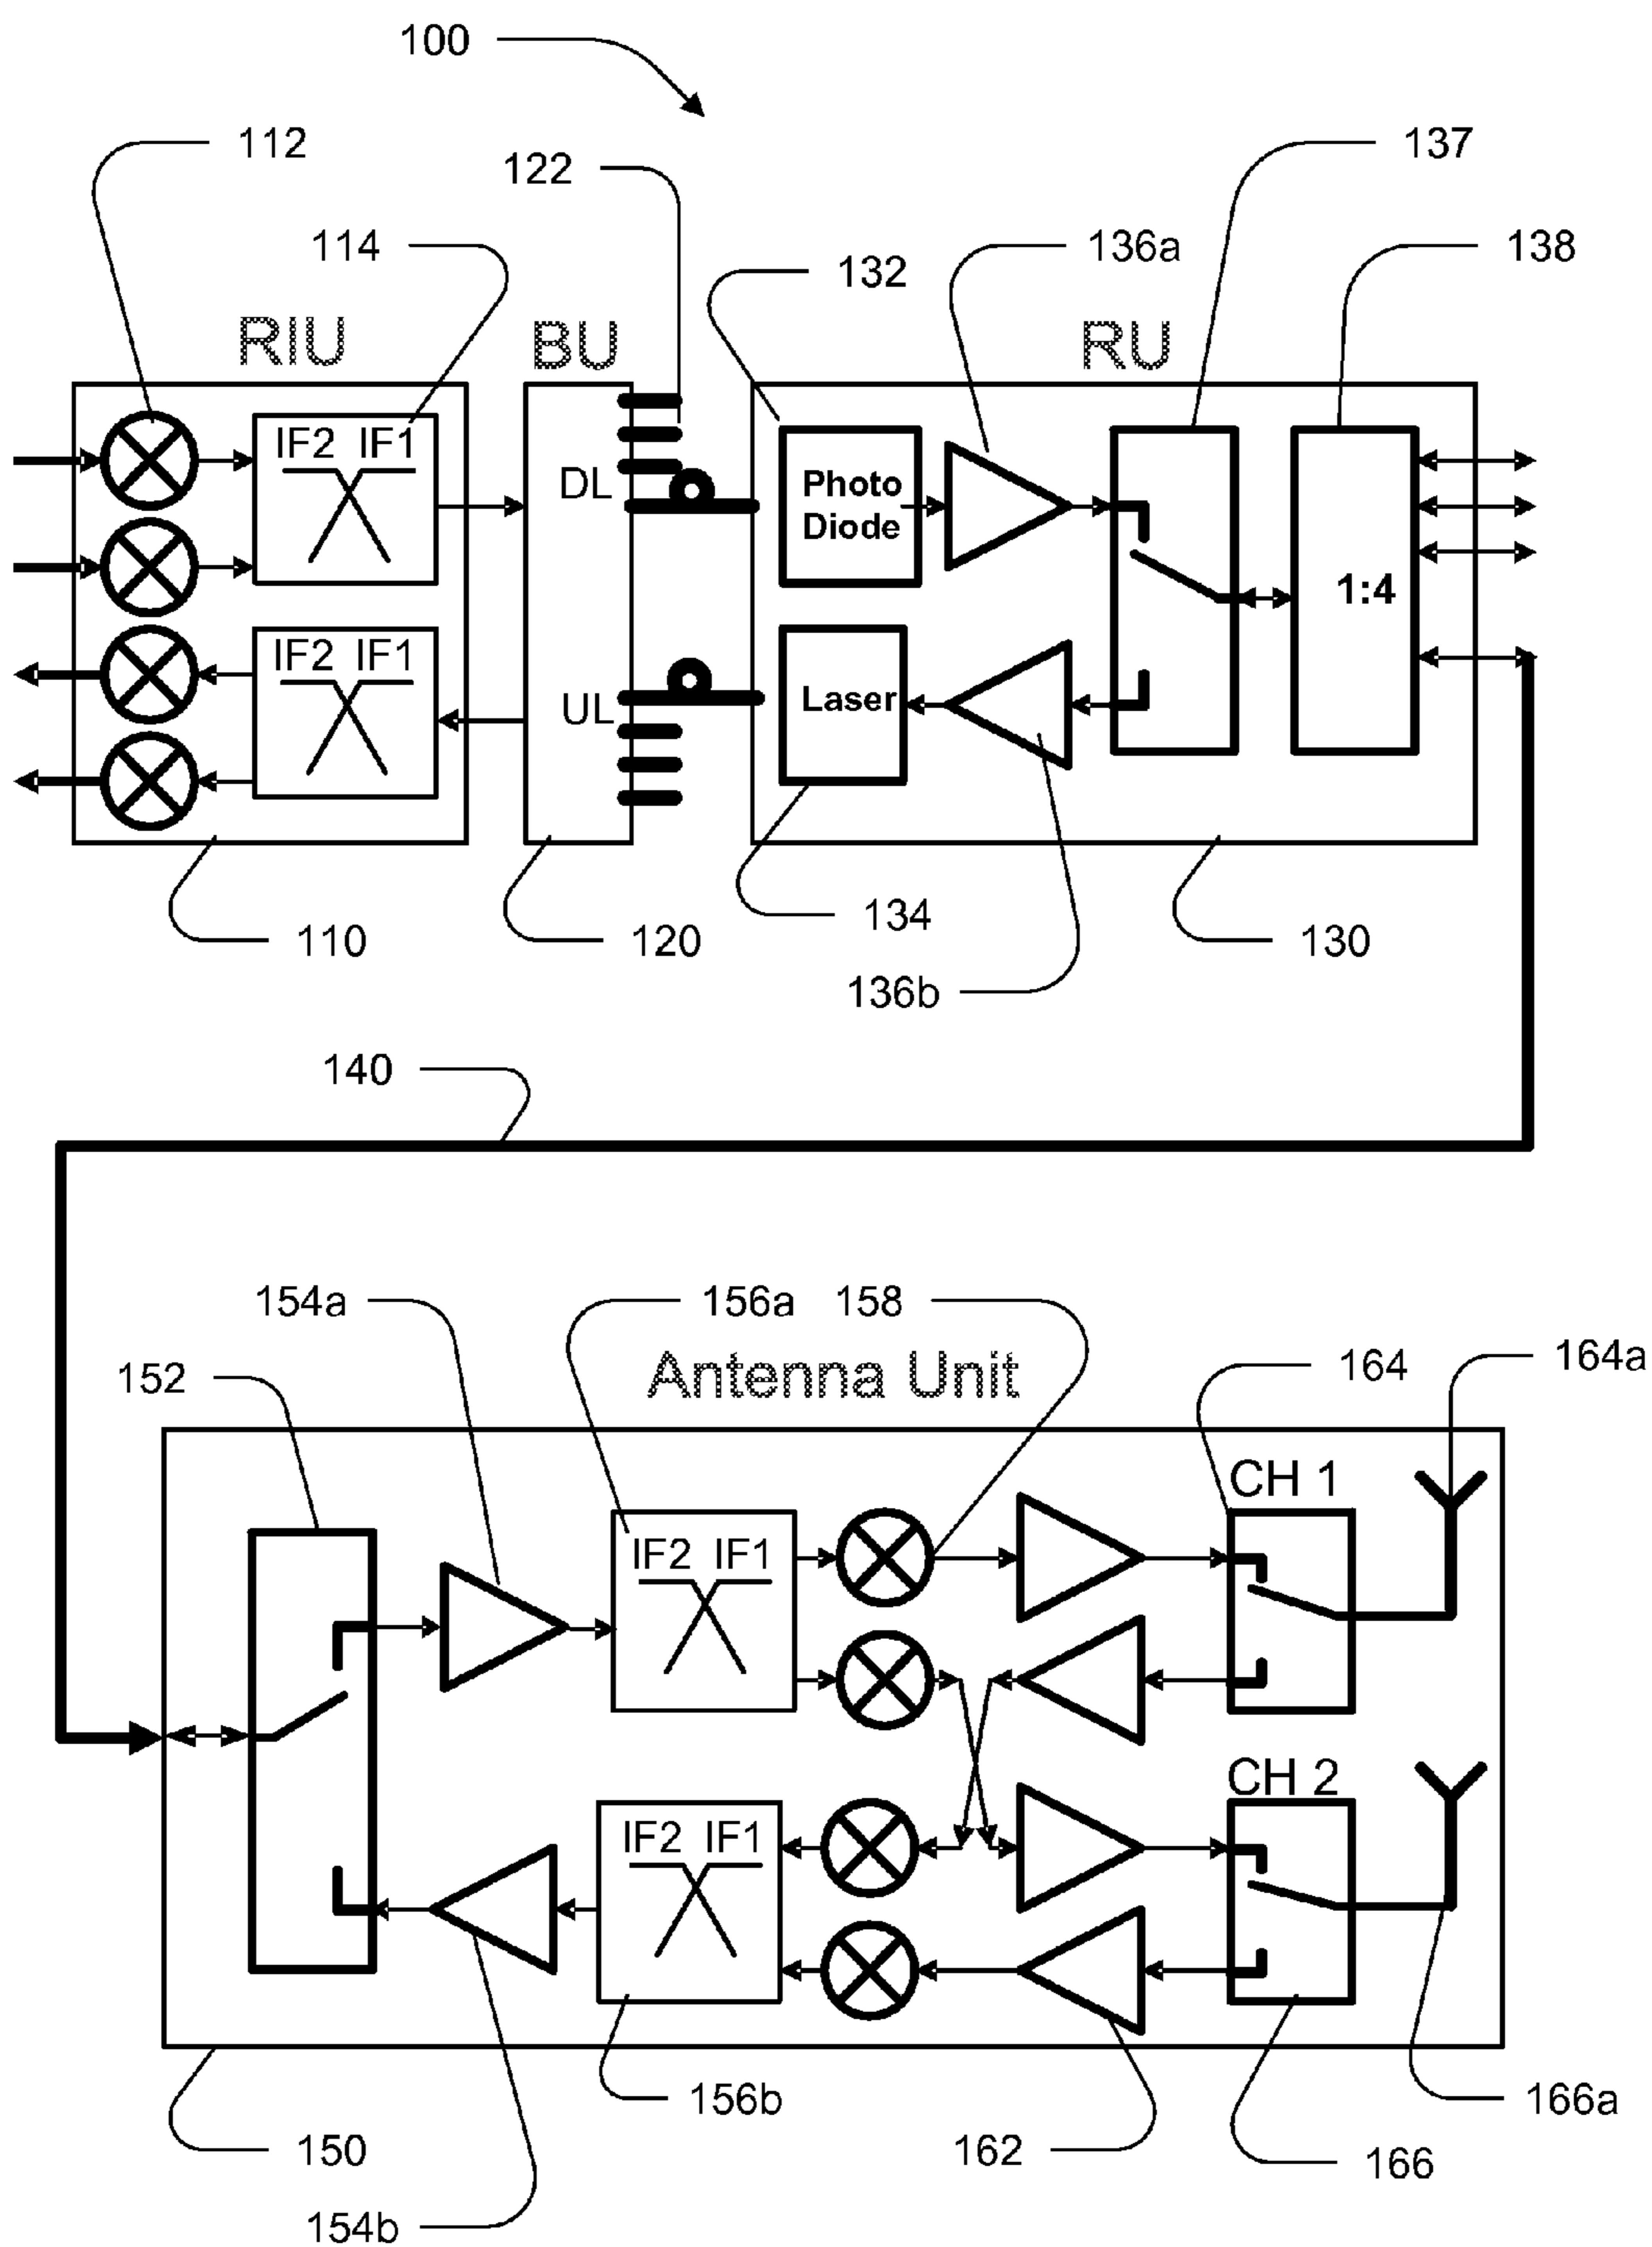 100
112
122
137
114
132
136a
138
RIU
BU
RU
IF2 IF1
DL
Photo
Diode
1:4
IF2 IF1
UL
Laser
110
120
134
130
136b
140
154a
156a
158
152
Antenna Unit
164
164a
CH 1
IF2 IF1
CH 2
IF2 IF1
150
156b
162
166
166a
154b